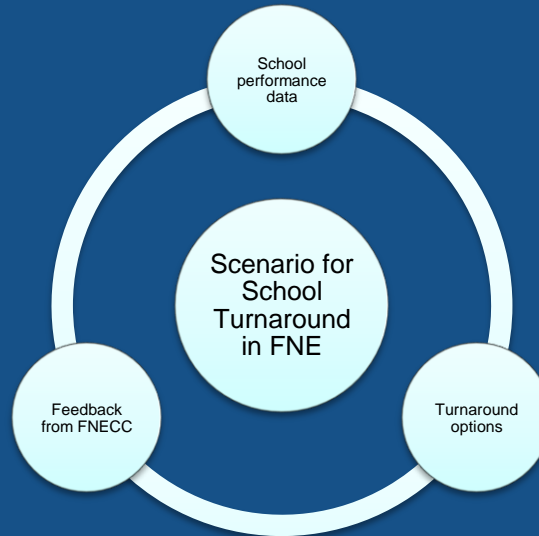 School
performance
data
Scenario for
School
Turnaround
in FNE
Feedback
from FNECC
Turnaround
options